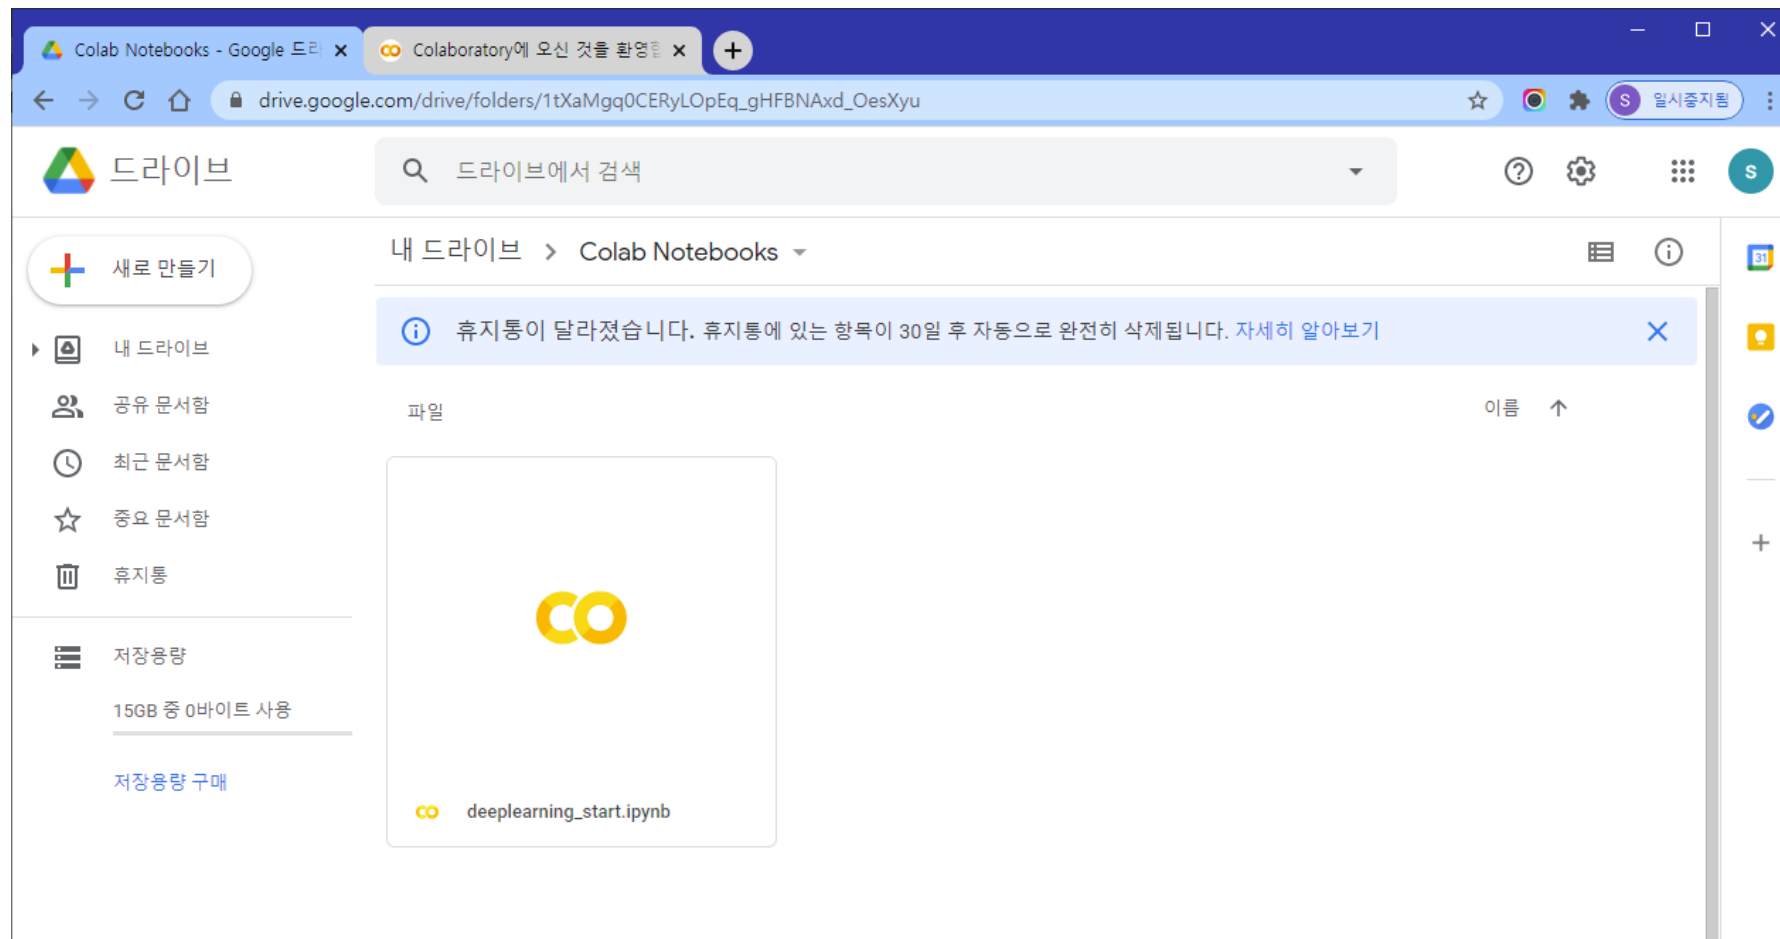 Colab Notebooks - Google 드라
Colaboratory에 오신 것을 환영합
drive.google.com/drive/folders/1tXaMgq0CERyLOpEq_gHFBNAxd_OesXyu
S 일시중지됨
드라이브
드라이브에서 검색
S
새로 만들기
내 드라이브 > Colab Notebooks
31
휴지통이 달라졌습니다. 휴지통에 있는 항목이 30일 후 자동으로 완전히 삭제됩니다. 자세히 알아보기
내 드라이브
공유 문서함
최근 문서함
중요 문서함
휴지통
저장용량
15GB 중 0바이트 사용
저장용량 구매
파일
이름
CO
deeplearning_start.ipynb